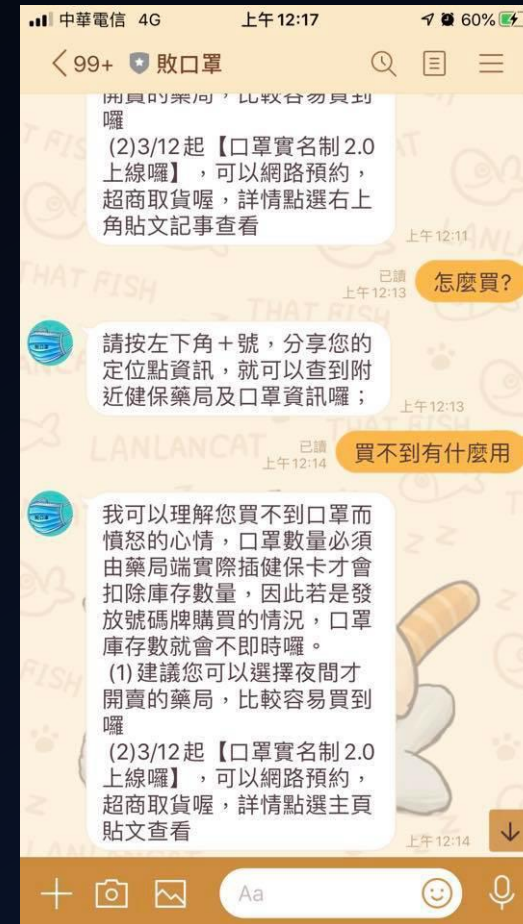 中華電信 4G 上午12:17 60%
99+ 敗口罩
開賣的藥局，比較容易買到
囉
(2)3/12起【口罩實名制2.0
上線囉】，可以網路預約，
超商取貨喔，詳情點選右上
角貼文記事查看
上午12:11
已讀
上午12:13
怎麼買?
請按左下角＋號，分享您的
定位點資訊，就可以查到附
近健保藥局及口罩資訊囉；
上午12:13
已讀
上午12:14
買不到有什麼用
我可以理解您買不到口罩而
憤怒的心情，口罩數量必須
由藥局端實際插健保卡才會
扣除庫存數量，因此若是發
放號碼牌購買的情況，口罩
庫存數就會不即時囉。
(1)建議您可以選擇夜間才
開賣的藥局，比較容易買到
囉
(2)3/12起【口罩實名制2.0
上線囉】，可以網路預約，
超商取貨喔，詳情點選主頁
貼文查看
上午12:14
Aa
THAT FISH
LANLANCAT